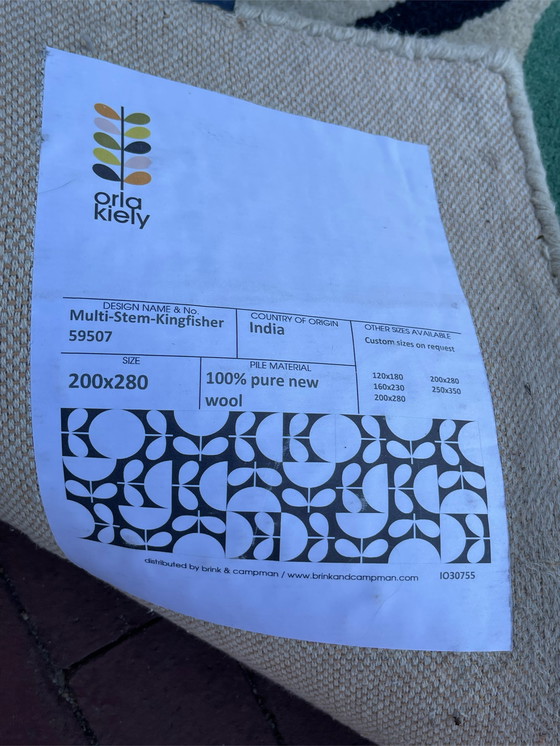 orla
kiely
DESIGN NAME & No.
Multi-Stem-Kingfisher
59507
COUNTRY OF ORIGIN
India
OTHER SIZES AVAILABLE
Custom sizes on request
120x180 200x280
160x230 250x350
200x280
SIZE
200x280
PILE MATERIAL
100% pure new
wool
distributed by brink & campman / www.brinkandcampman.com IO30755